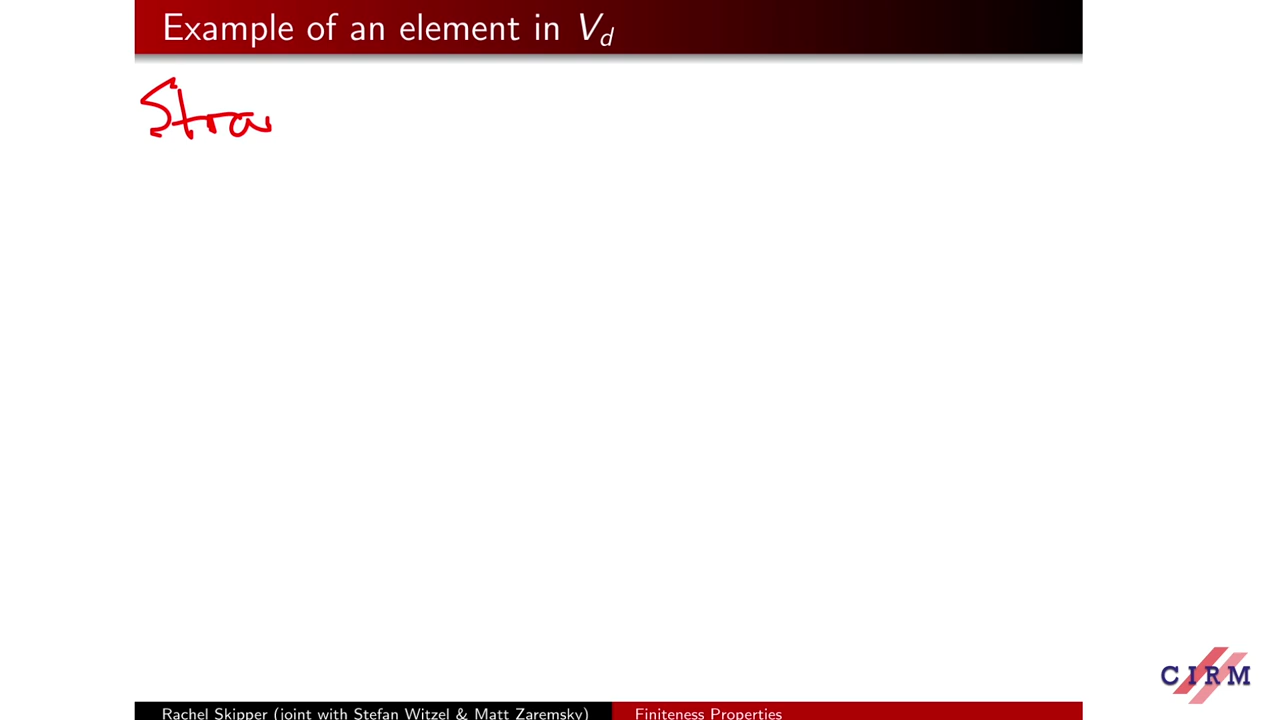 Example of an element in V_d
Stra
CIRM
Rachel Skipper (joint with Stefan Witzel & Matt Zaremsky) Finiteness Properties